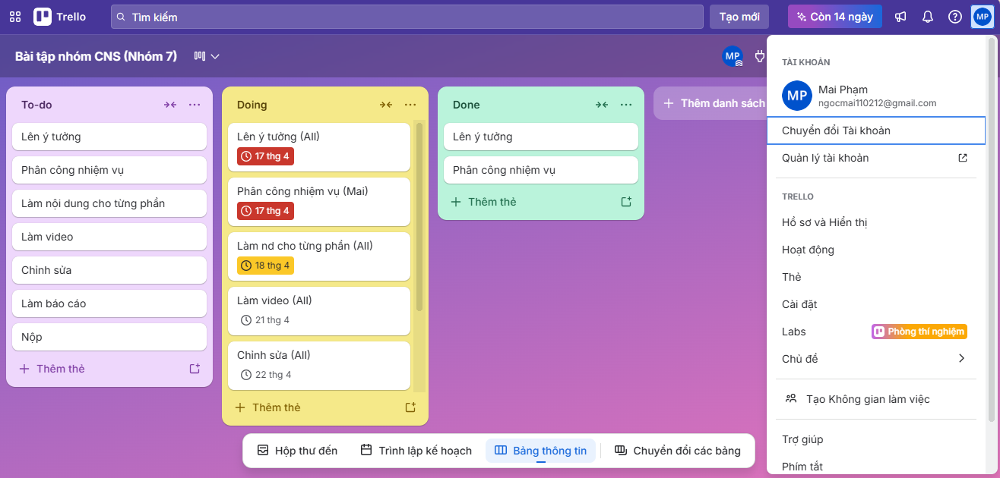 Trello
Tìm kiếm
Tạo mới
Còn 14 ngày
MP
Bài tập nhóm CNS (Nhóm 7)
MP
To-do
Lên ý tưởng
Phân công nhiệm vụ
Làm nội dung cho từng phần
Làm video
Chỉnh sửa
Làm báo cáo
Nộp
Thêm thẻ
Doing
Lên ý tưởng (All)
17 thg 4
Phân công nhiệm vụ (Mai)
17 thg 4
Làm nd cho từng phần (All)
18 thg 4
Làm video (All)
21 thg 4
Chỉnh sửa (All)
22 thg 4
Thêm thẻ
Done
Lên ý tưởng
Phân công nhiệm vụ
Thêm thẻ
Thêm danh sách
TÀI KHOẢN
MP
Mai Phạm
ngocmai110212@gmail.com
Chuyển đổi Tài khoản
Quản lý tài khoản
TRELLO
Hồ sơ và Hiển thị
Hoạt động
Thẻ
Cài đặt
Labs
Phòng thí nghiệm
Chủ đề
Tạo Không gian làm việc
Trợ giúp
Phím tắt
Hộp thư đến
Trình lập kế hoạch
Bảng thông tin
Chuyển đổi các bảng